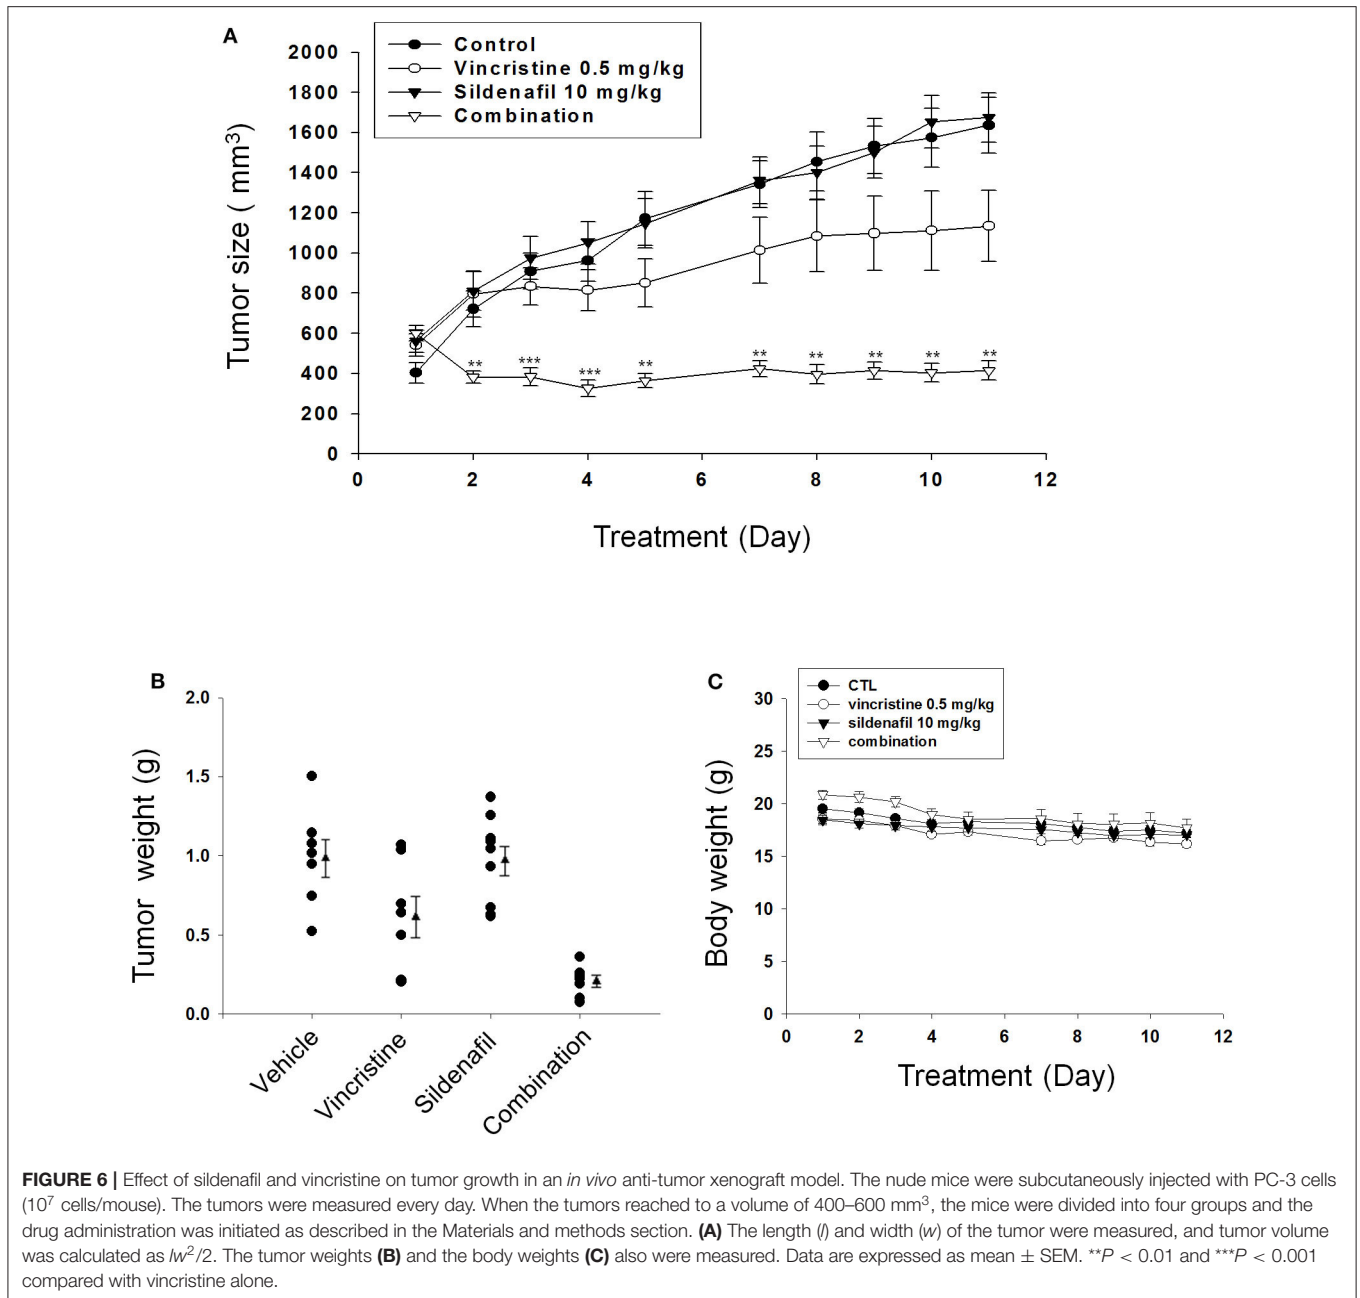 A
Control
Vincristine 0.5 mg/kg
Sildenafil 10 mg/kg
Combination
2000
1800
1600
1400
1200
1000
800
600
400
200
0
Tumor size ( mm³)
** *** *** ** ** ** ** ** **
0 2 4 6 8 10 12
Treatment (Day)
B
2.0
1.5
1.0
0.5
0.0
Tumor weight (g)
Vehicle
Vincristine
Sildenafil
Combination
C
CTL
vincristine 0.5 mg/kg
sildenafil 10 mg/kg
combination
30
25
20
15
10
5
0
Body weight (g)
0 2 4 6 8 10 12
Treatment (Day)
FIGURE 6 | Effect of sildenafil and vincristine on tumor growth in an in vivo anti-tumor xenograft model. The nude mice were subcutaneously injected with PC-3 cells
(10⁷ cells/mouse). The tumors were measured every day. When the tumors reached to a volume of 400–600 mm³, the mice were divided into four groups and the
drug administration was initiated as described in the Materials and methods section. (A) The length (l) and width (w) of the tumor were measured, and tumor volume
was calculated as lw²/2. The tumor weights (B) and the body weights (C) also were measured. Data are expressed as mean ± SEM. **P < 0.01 and ***P < 0.001
compared with vincristine alone.